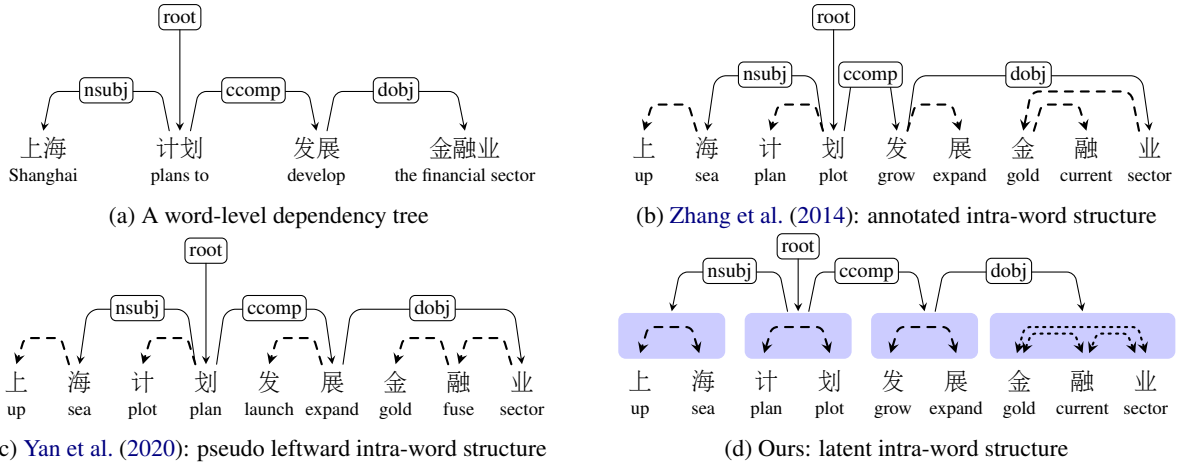 root
nsubj ccomp dobj
上海 计划 发展 金融业
Shanghai plans to develop the financial sector
(a) A word-level dependency tree
root
nsubj ccomp dobj
上 海 计 划 发 展 金 融 业
up sea plan plot grow expand gold current sector
(b) Zhang et al. (2014): annotated intra-word structure
root
nsubj ccomp dobj
上 海 计 划 发 展 金 融 业
up sea plot plan launch expand gold fuse sector
c) Yan et al. (2020): pseudo leftward intra-word structure
root
nsubj ccomp dobj
上 海 计 划 发 展 金 融 业
up sea plan plot grow expand gold current sector
(d) Ours: latent intra-word structure